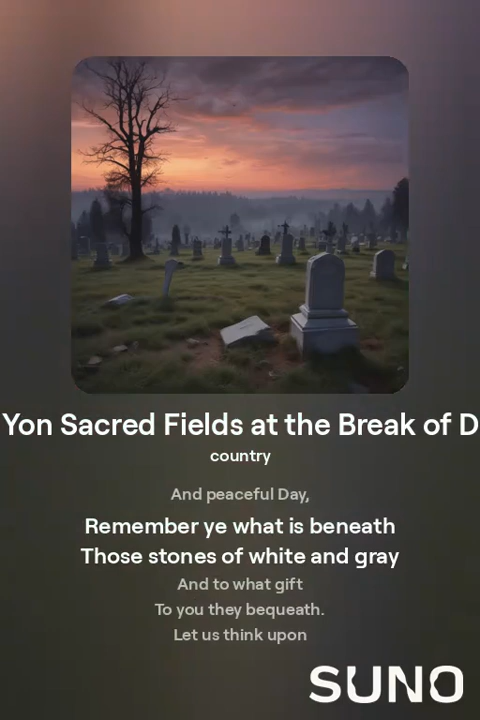 Yon Sacred Fields at the Break of D
country
And peaceful Day,
Remember ye what is beneath
Those stones of white and gray
And to what gift
To you they bequeath.
Let us think upon
SUNO